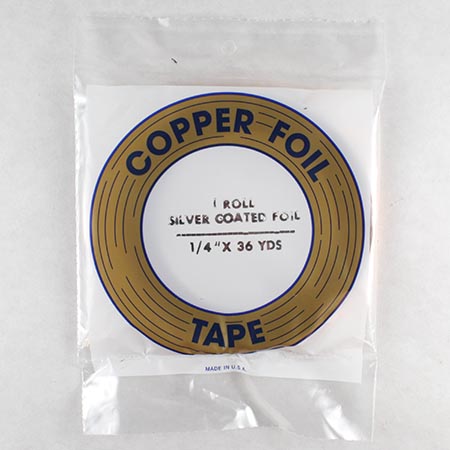 COPPER FOIL
1 ROLL
SILVER COATED FOIL
1/4" X 36 YDS
TAPE
MADE IN U.S.A.